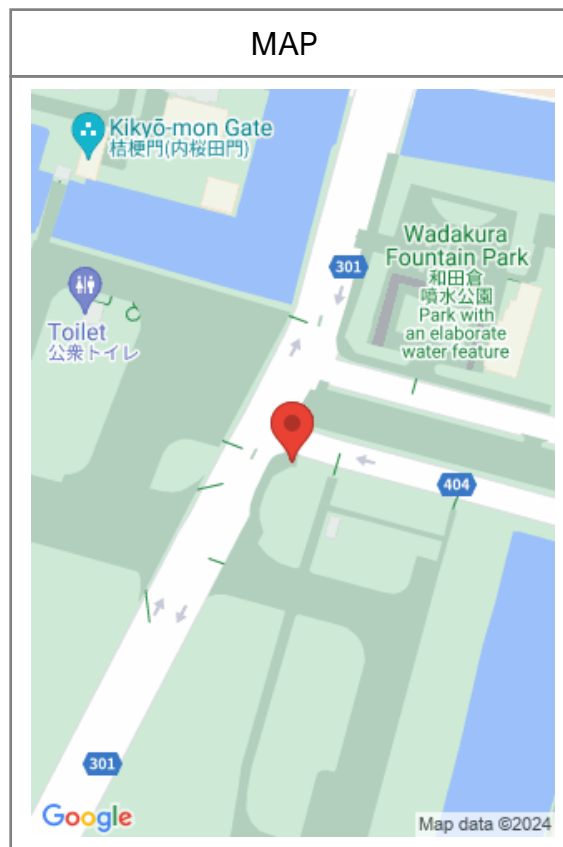 MAP
Kikyō-mon Gate
桔梗門(内桜田門)
301
Wadakura
Fountain Park
和田倉
噴水公園
Park with
an elaborate
water feature
Toilet
公衆トイレ
404
301
Google
Map data ©2024